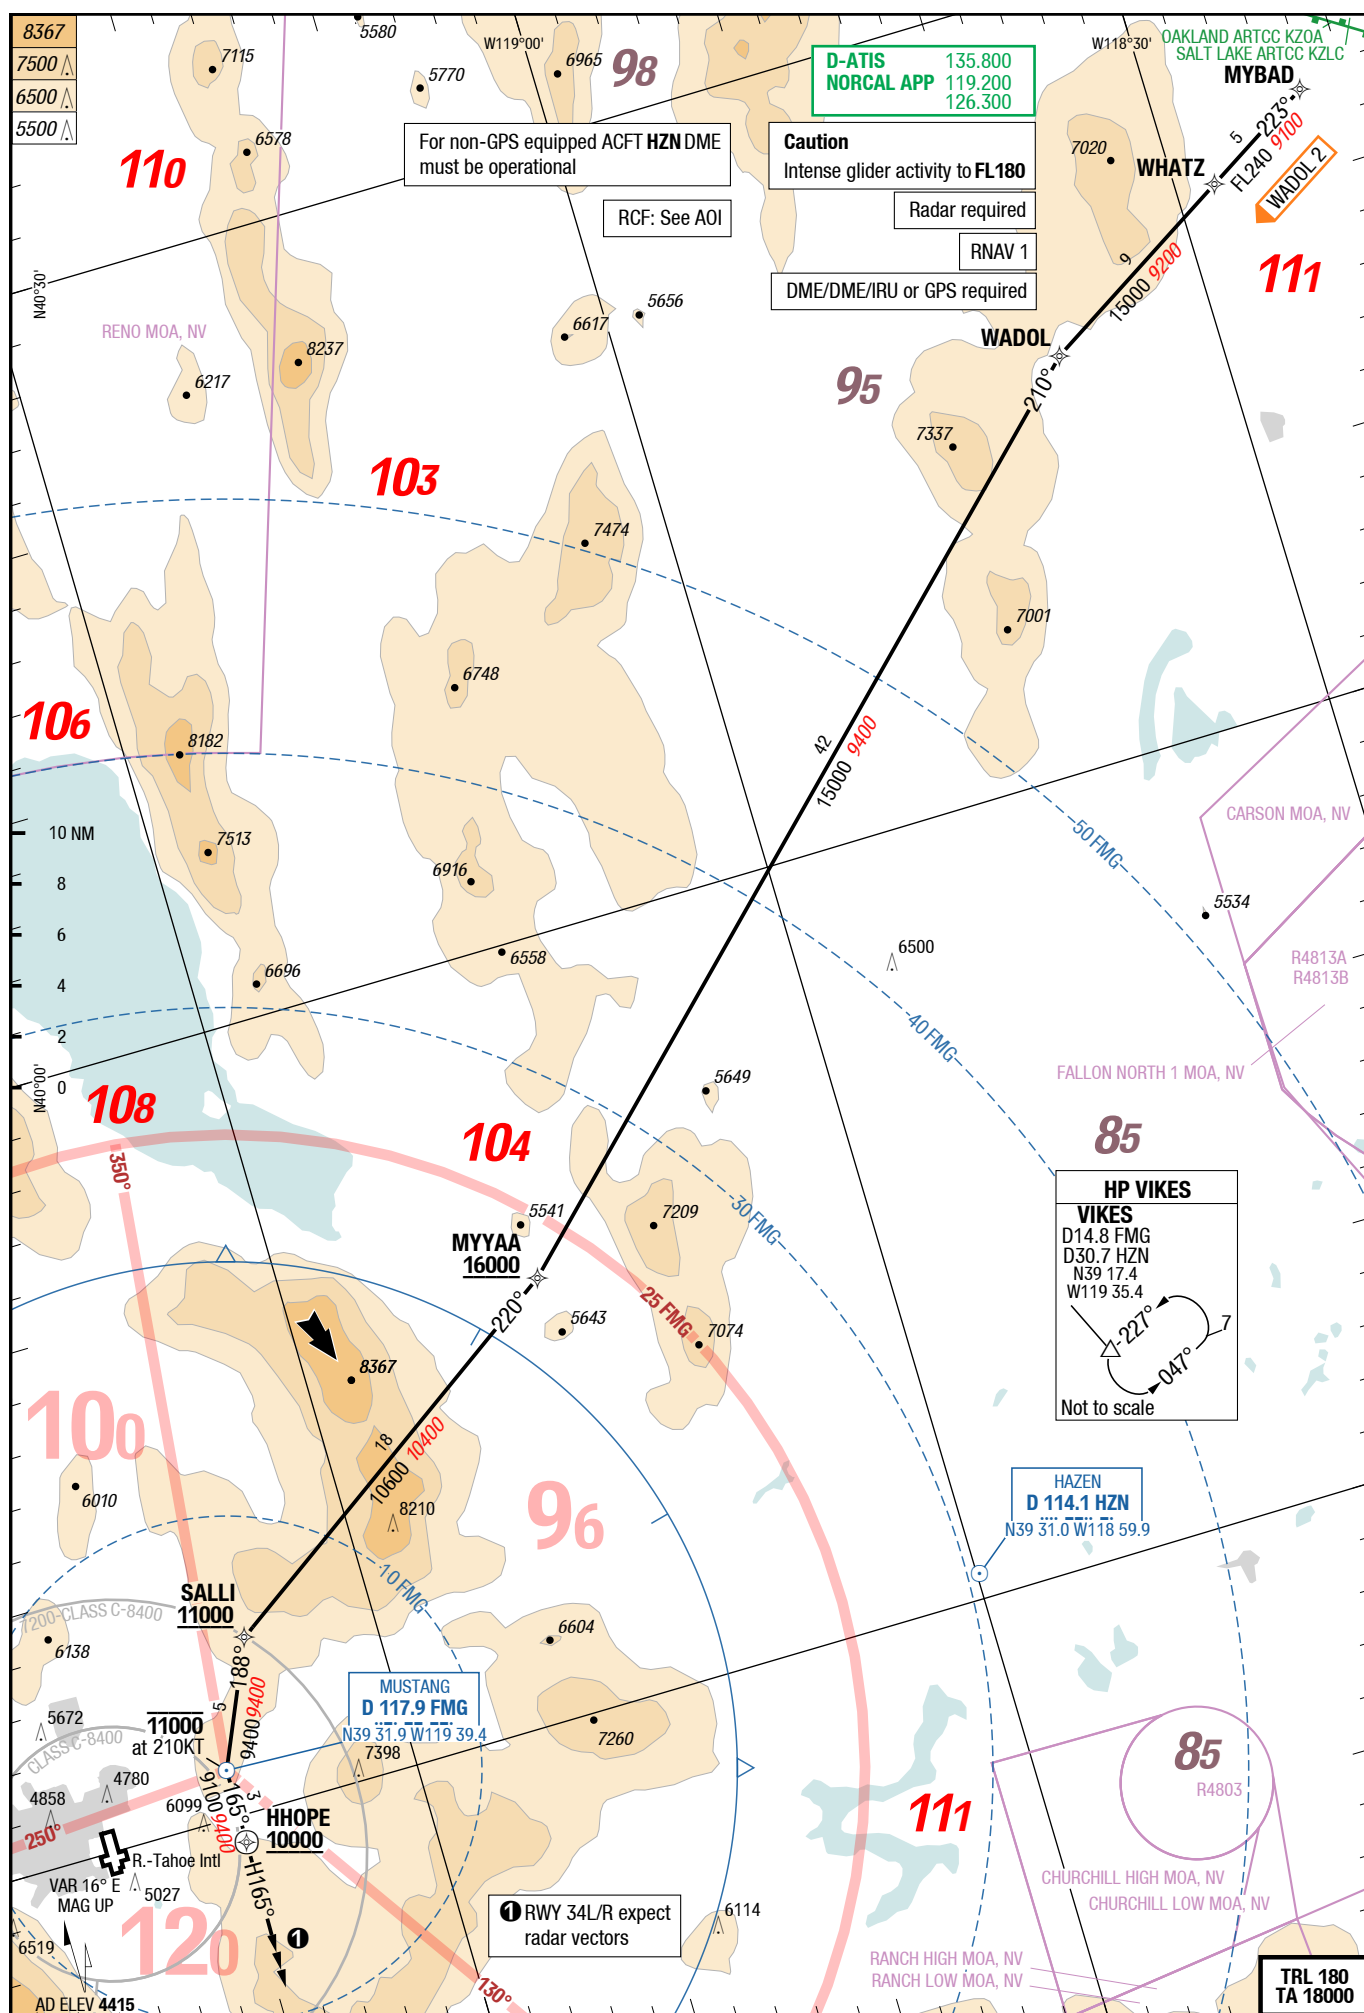 8367
7500
6500
5500
5580
7115
5770
6578
W119°00'
6965
98
D-ATIS 135.800
NORCAL APP 119.200
126.300
W118°30'
OAKLAND ARTCC KZOA
SALT LAKE ARTCC KZLC
MYBAD
223°
5
FL240 9100
WADOL 2
WHATZ
7020
110
For non-GPS equipped ACFT HZN DME
must be operational
Caution
Intense glider activity to FL180
RCF: See AOI
Radar required
RNAV 1
DME/DME/IRU or GPS required
9
15000 9200
111
N40°30'
RENO MOA, NV
6217
8237
6617
5656
WADOL
210°
95
7337
103
7474
7001
6748
106
8182
42
15000 9400
10 NM
8
6
4
2
0
7513
6916
6558
6696
50 FMG
CARSON MOA, NV
5534
6500
R4813A
R4813B
40 FMG
FALLON NORTH 1 MOA, NV
N40°00'
108
350°
104
5649
85
5541
7209
30 FMG
MYYAA
16000
220°
5643
25 FMG
7074
HP VIKES
VIKES
D14.8 FMG
D30.7 HZN
N39 17.4
W119 35.4
227°
047°
7
Not to scale
8367
100
18
10600 10400
6010
8210
96
HAZEN
D 114.1 HZN
N39 31.0 W118 59.9
10 FMG
SALLI
11000
7200-CLASS C-8400
6138
188°
6604
5
9400 9400
MUSTANG
D 117.9 FMG
N39 31.9 W119 39.4
11000
at 210KT
5672
CLASS C-8400
7398
7260
4780
4858
6099
165°
3
9100 9400
HHOPE
10000
250°
R.-Tahoe Intl
VAR 16° E
MAG UP
5027
H165°
1
120
6519
AD ELEV 4415
1 RWY 34L/R expect
radar vectors
6114
130°
85
R4803
111
CHURCHILL HIGH MOA, NV
CHURCHILL LOW MOA, NV
RANCH HIGH MOA, NV
RANCH LOW MOA, NV
TRL 180
TA 18000